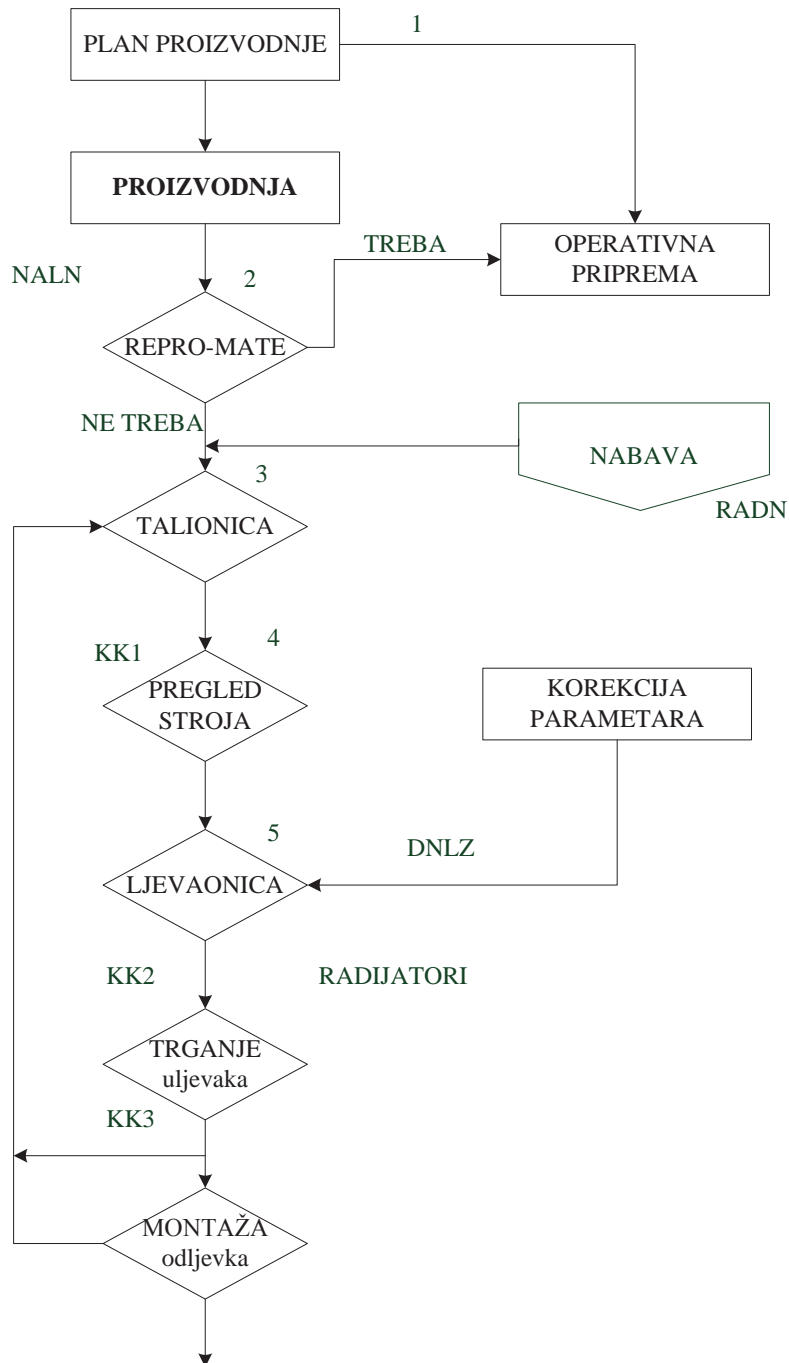 1
PLAN PROIZVODNJE
PROIZVODNJA
TREBA
OPERATIVNA
PRIPREMA
NALN
2
REPRO-MATE
NE TREBA
NABAVA
3
RADN
TALIONICA
4
KK1
PREGLED
STROJA
KOREKCIJA
PARAMETARA
5
DNLZ
LJEVAONICA
KK2
RADIJATORI
TRGANJE
uljevaka
KK3
MONTAŽA
odljevka